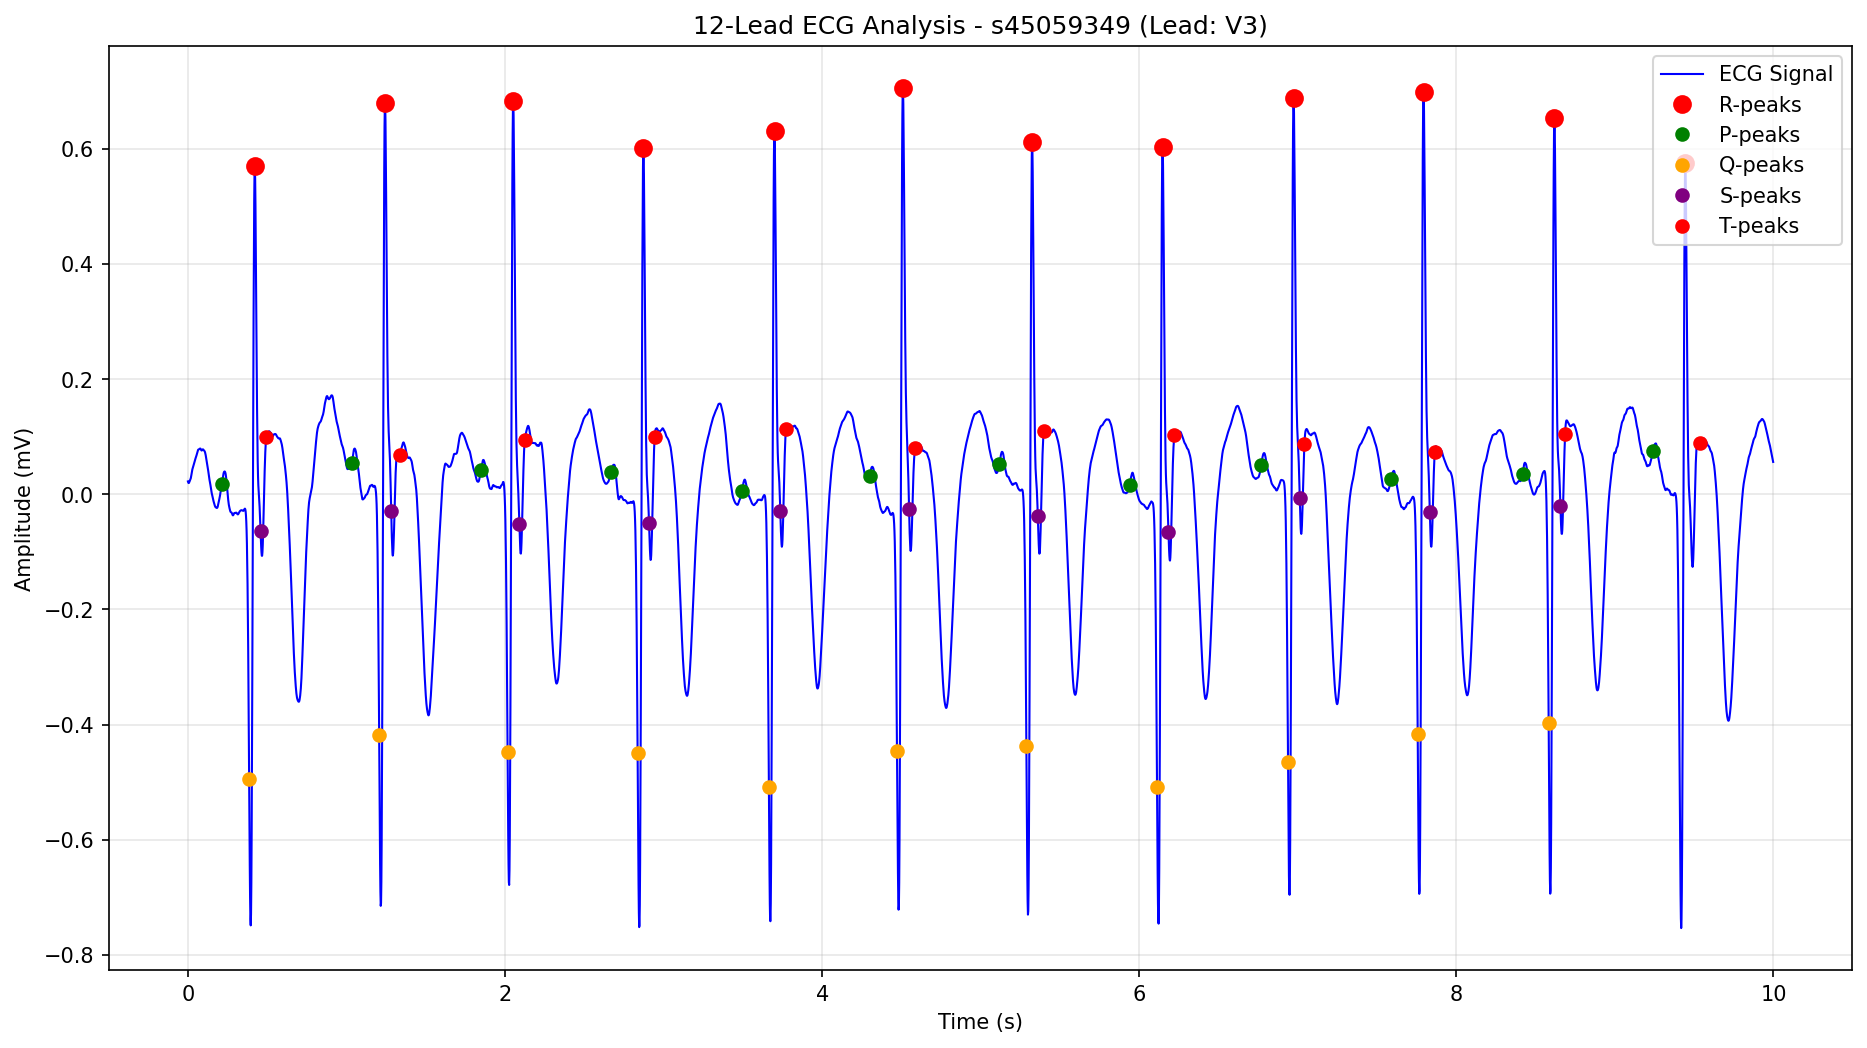 12-Lead ECG Analysis - s45059349 (Lead: V3)
ECG Signal
R-peaks
P-peaks
Q-peaks
S-peaks
T-peaks
Amplitude (mV)
0.6
0.4
0.2
0.0
−0.2
−0.4
−0.6
−0.8
0 2 4 6 8 10
Time (s)